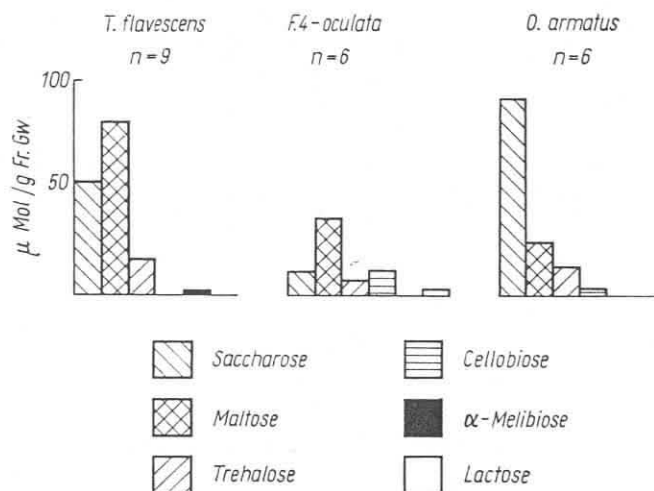 T. flavescens F.4-oculata O. armatus
n=9 n=6 n=6
100
50
μ Mol/g Fr. Gw
Saccharose Cellobiose
Maltose α-Melibiose
Trehalose Lactose